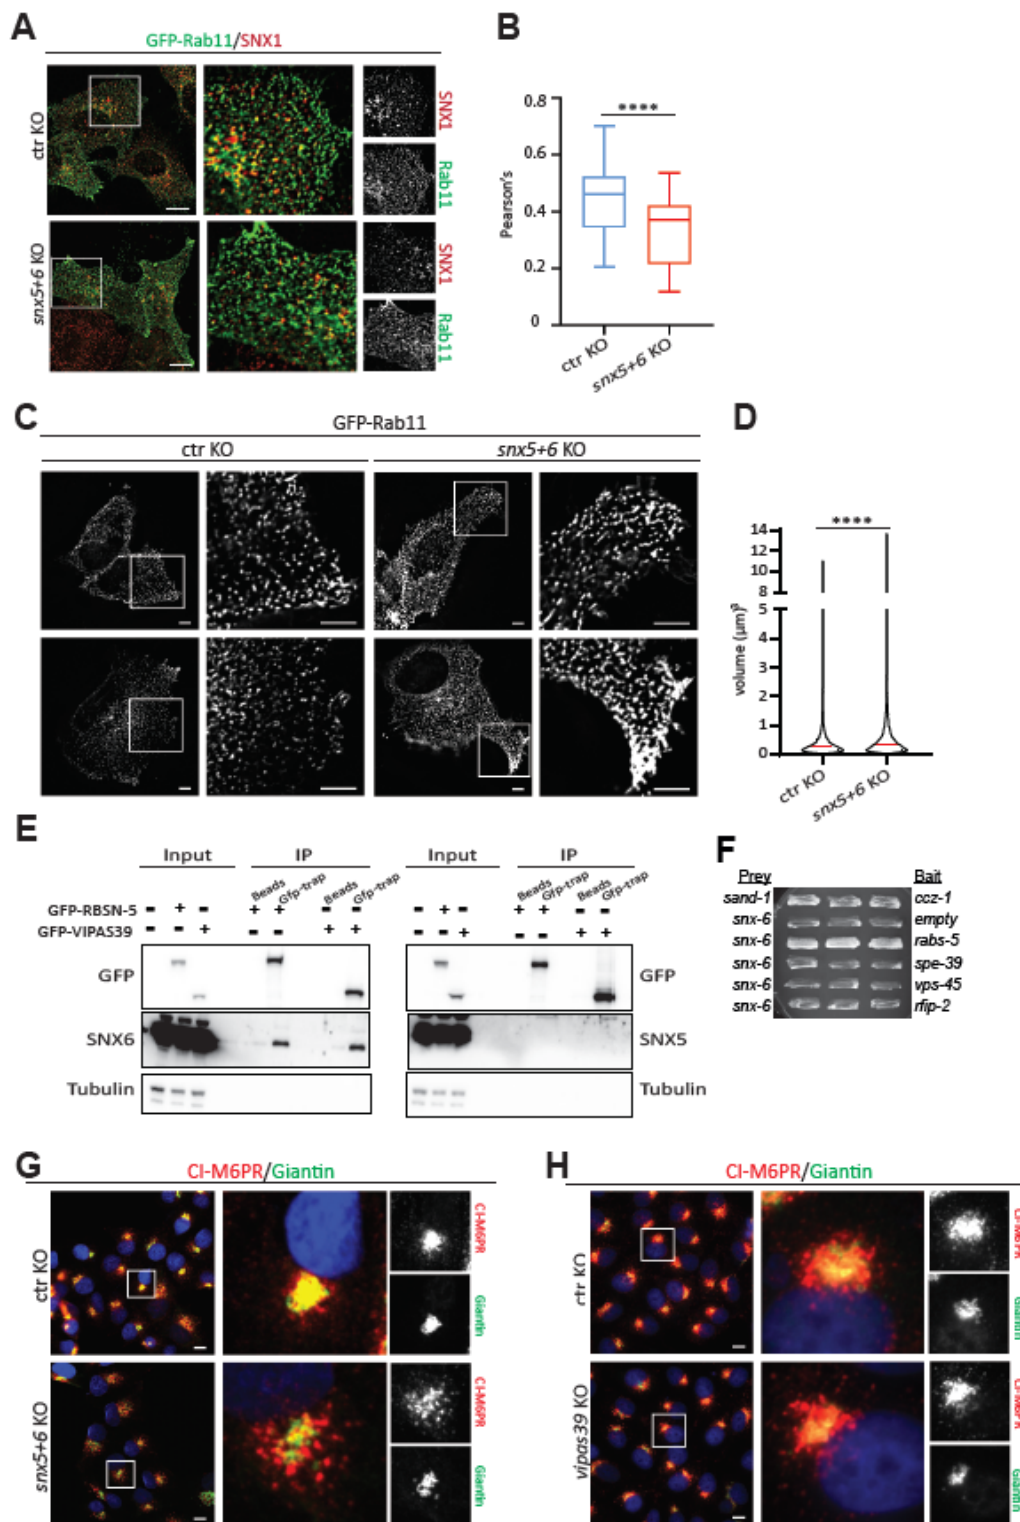 A
GFP-Rab11/SNX1
ctr KO
SNX1
Rab11
snx5+6 KO
SNX1
Rab11
B
****
Pearson's
0.8
0.6
0.4
0.2
0
ctr KO
snx5+6 KO
C
GFP-Rab11
ctr KO
snx5+6 KO
D
****
volume (µm)³
14
12
10
8
5
4
3
2
1
0
ctr KO
snx5+6 KO
E
Input IP Input IP
Beads Gfp-trap Beads Gfp-trap Beads Gfp-trap Beads Gfp-trap
GFP-RBSN-5 - + - + + - - - + - + + - -
GFP-VIPAS39 - - + - - + + - - + - - + +
GFP GFP
SNX6 SNX5
Tubulin Tubulin
F
Prey Bait
sand-1 ccz-1
snx-6 empty
snx-6 rabs-5
snx-6 spe-39
snx-6 vps-45
snx-6 rfip-2
G
CI-M6PR/Giantin
ctr KO
CI-M6PR
Giantin
snx5+6 KO
CI-M6PR
Giantin
H
CI-M6PR/Giantin
ctr KO
CI-M6PR
Giantin
vipas39 KO
CI-M6PR
Giantin